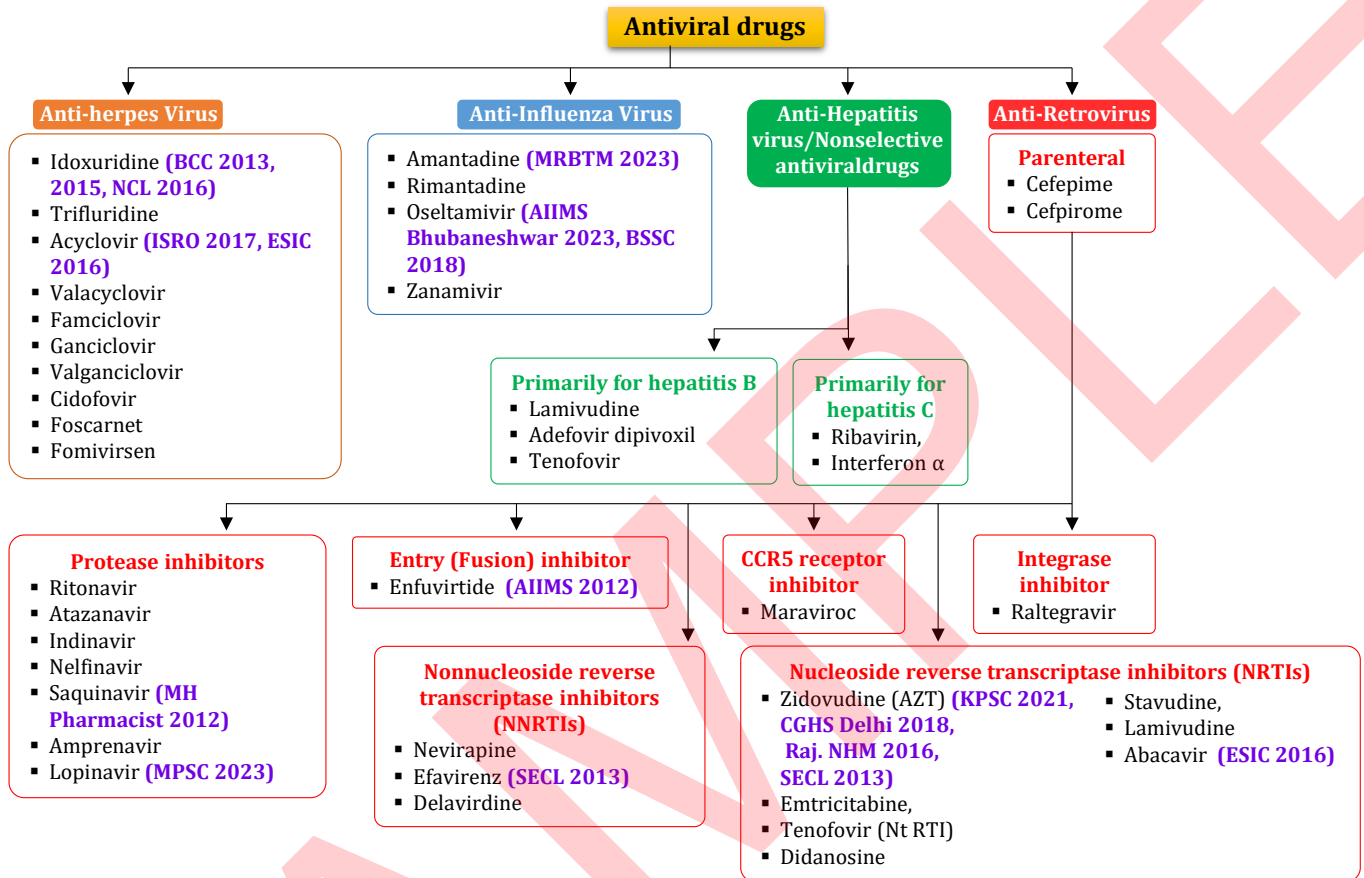 Antiviral drugs
Anti-herpes Virus
▪ Idoxuridine (BCC 2013,
2015, NCL 2016)
▪ Trifluridine
▪ Acyclovir (ISRO 2017, ESIC
2016)
▪ Valacyclovir
▪ Famciclovir
▪ Ganciclovir
▪ Valganciclovir
▪ Cidofovir
▪ Foscarnet
▪ Fomivirsen
Anti-Influenza Virus
▪ Amantadine (MRBTM 2023)
▪ Rimantadine
▪ Oseltamivir (AIIMS
Bhubaneshwar 2023, BSSC
2018)
▪ Zanamivir
Anti-Hepatitis
virus/Nonselective
antiviraldrugs
Anti-Retrovirus
Parenteral
▪ Cefepime
▪ Cefpirome
Primarily for hepatitis B
▪ Lamivudine
▪ Adefovir dipivoxil
▪ Tenofovir
Primarily for
hepatitis C
▪ Ribavirin,
▪ Interferon α
Protease inhibitors
▪ Ritonavir
▪ Atazanavir
▪ Indinavir
▪ Nelfinavir
▪ Saquinavir (MH
Pharmacist 2012)
▪ Amprenavir
▪ Lopinavir (MPSC 2023)
Entry (Fusion) inhibitor
▪ Enfuvirtide (AIIMS 2012)
CCR5 receptor
inhibitor
▪ Maraviroc
Integrase
inhibitor
▪ Raltegravir
Nonnucleoside reverse
transcriptase inhibitors
(NNRTIs)
▪ Nevirapine
▪ Efavirenz (SECL 2013)
▪ Delavirdine
Nucleoside reverse transcriptase inhibitors (NRTIs)
▪ Zidovudine (AZT) (KPSC 2021,
CGHS Delhi 2018,
Raj. NHM 2016,
SECL 2013)
▪ Emtricitabine,
▪ Tenofovir (Nt RTI)
▪ Didanosine
▪ Stavudine,
▪ Lamivudine
▪ Abacavir (ESIC 2016)